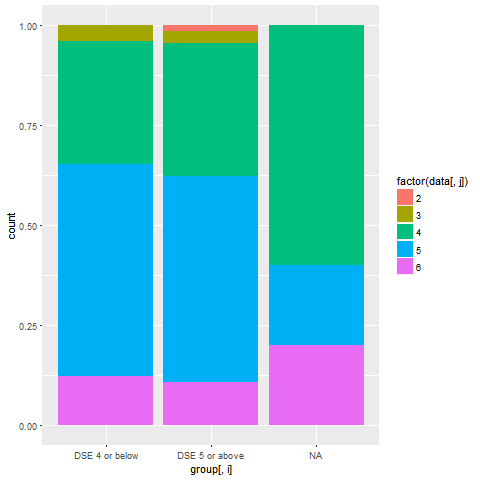 1.00
0.75
0.50
0.25
0.00
count
DSE 4 or below
DSE 5 or above
NA
group[, i]
factor(data[, j])
2
3
4
5
6